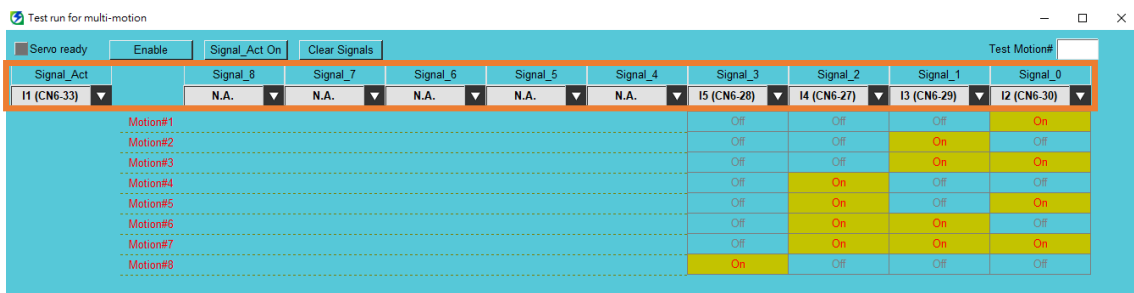 Test run for multi-motion
Servo ready Enable Signal_Act On Clear Signals Test Motion#
Signal_Act Signal_8 Signal_7 Signal_6 Signal_5 Signal_4 Signal_3 Signal_2 Signal_1 Signal_0
I1 (CN6-33) N.A. N.A. N.A. N.A. N.A. I5 (CN6-28) I4 (CN6-27) I3 (CN6-29) I2 (CN6-30)
Motion#1 Off Off Off On
Motion#2 Off Off On Off
Motion#3 Off Off On On
Motion#4 Off On Off Off
Motion#5 Off On Off On
Motion#6 Off On On Off
Motion#7 Off On On On
Motion#8 On Off Off Off